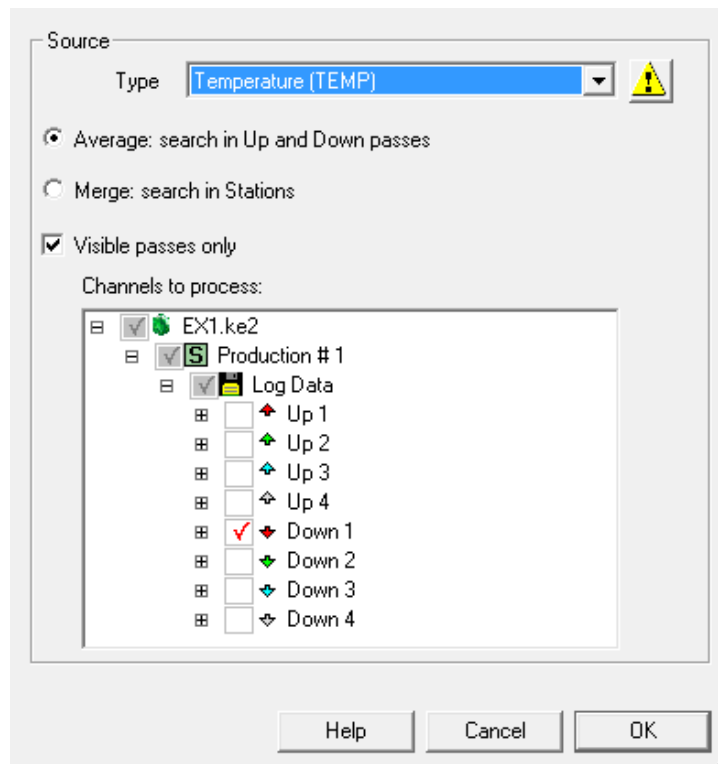 Source
Type Temperature (TEMP)
Average: search in Up and Down passes
Merge: search in Stations
Visible passes only
Channels to process:
EX1.ke2
S Production # 1
Log Data
Up 1
Up 2
Up 3
Up 4
Down 1
Down 2
Down 3
Down 4
Help Cancel OK